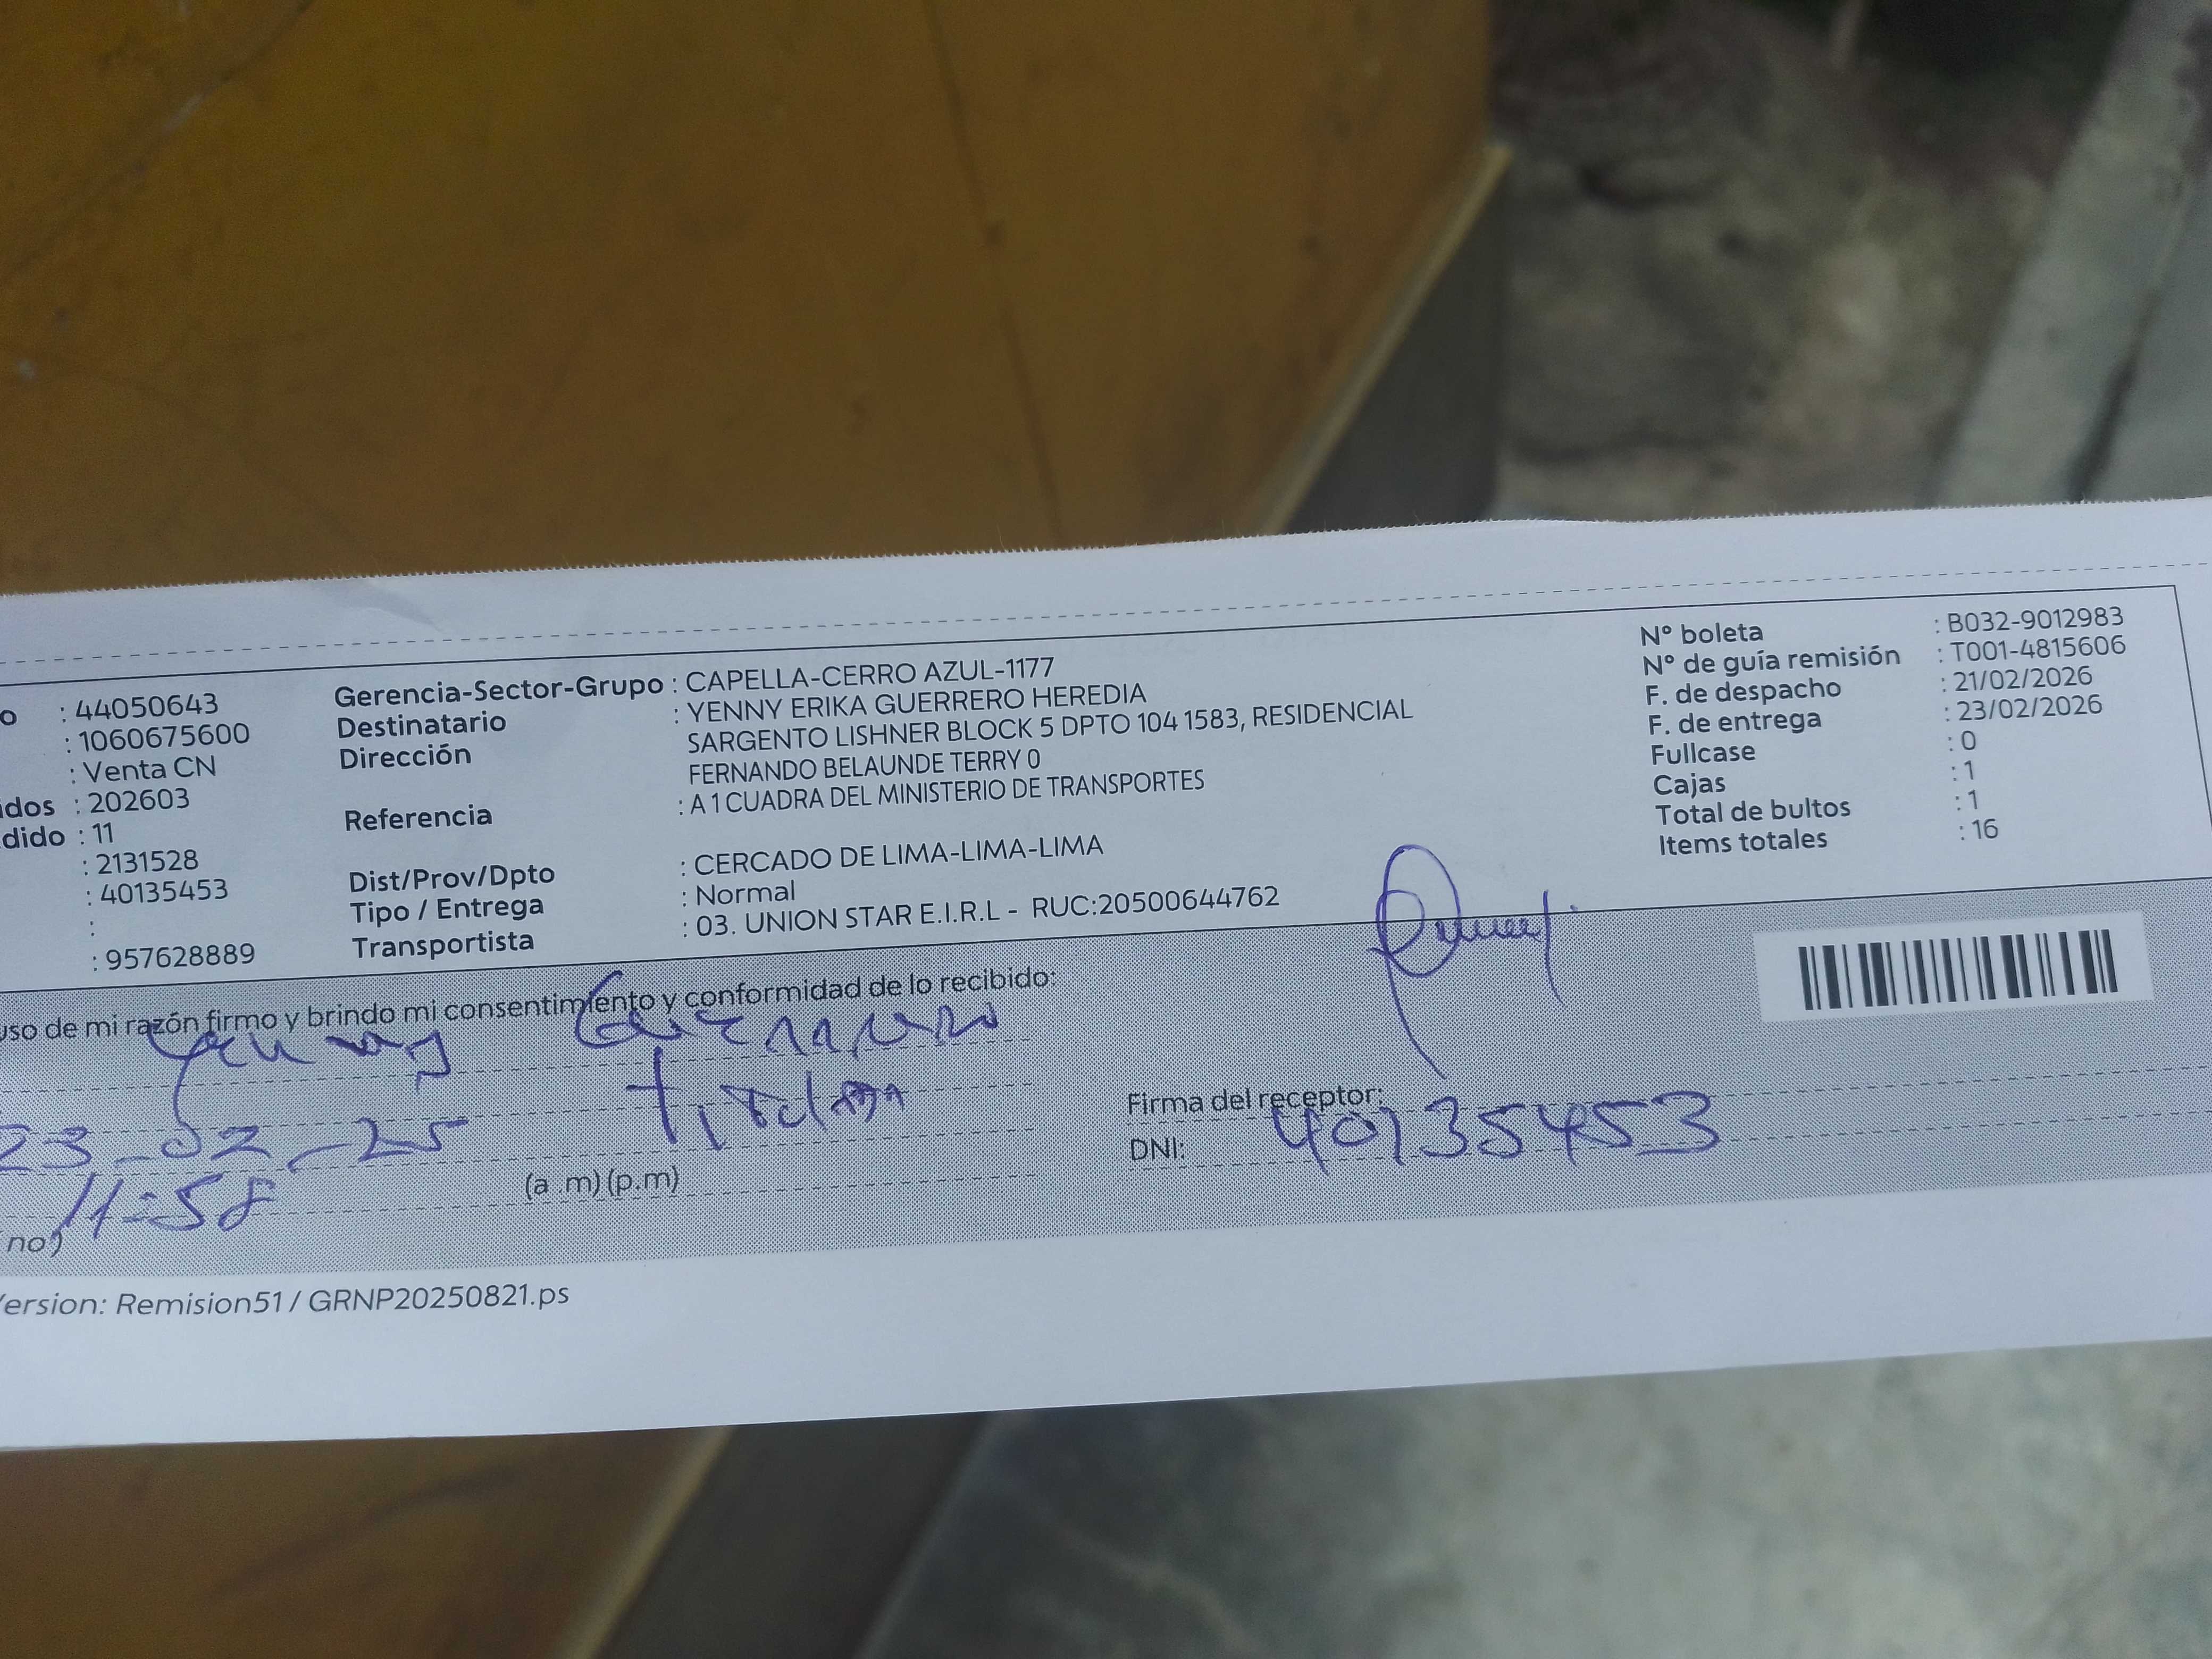 o : 44050643
: 1060675600
: Venta CN
idos : 202603
dido : 11
: 2131528
: 40135453
:
: 957628889
Gerencia-Sector-Grupo : CAPELLA-CERRO AZUL-1177
Destinatario : YENNY ERIKA GUERRERO HEREDIA
Dirección SARGENTO LISHNER BLOCK 5 DPTO 104 1583, RESIDENCIAL
FERNANDO BELAUNDE TERRY 0
Referencia : A 1 CUADRA DEL MINISTERIO DE TRANSPORTES
Dist/Prov/Dpto : CERCADO DE LIMA-LIMA-LIMA
Tipo / Entrega : Normal
Transportista : 03. UNION STAR E.I.R.L - RUC:20500644762
N° boleta : B032-9012983
N° de guía remisión : T001-4815606
F. de despacho : 21/02/2026
F. de entrega : 23/02/2026
Fullcase : 0
Cajas : 1
Total de bultos : 1
Items totales : 16
uso de mi razón firmo y brindo mi consentimiento y conformidad de lo recibido:
Guerrero
23-02-25
11:58 (a .m) (p.m)
Firma del receptor:
DNI: 40135453
no)
Version: Remision51 / GRNP20250821.ps